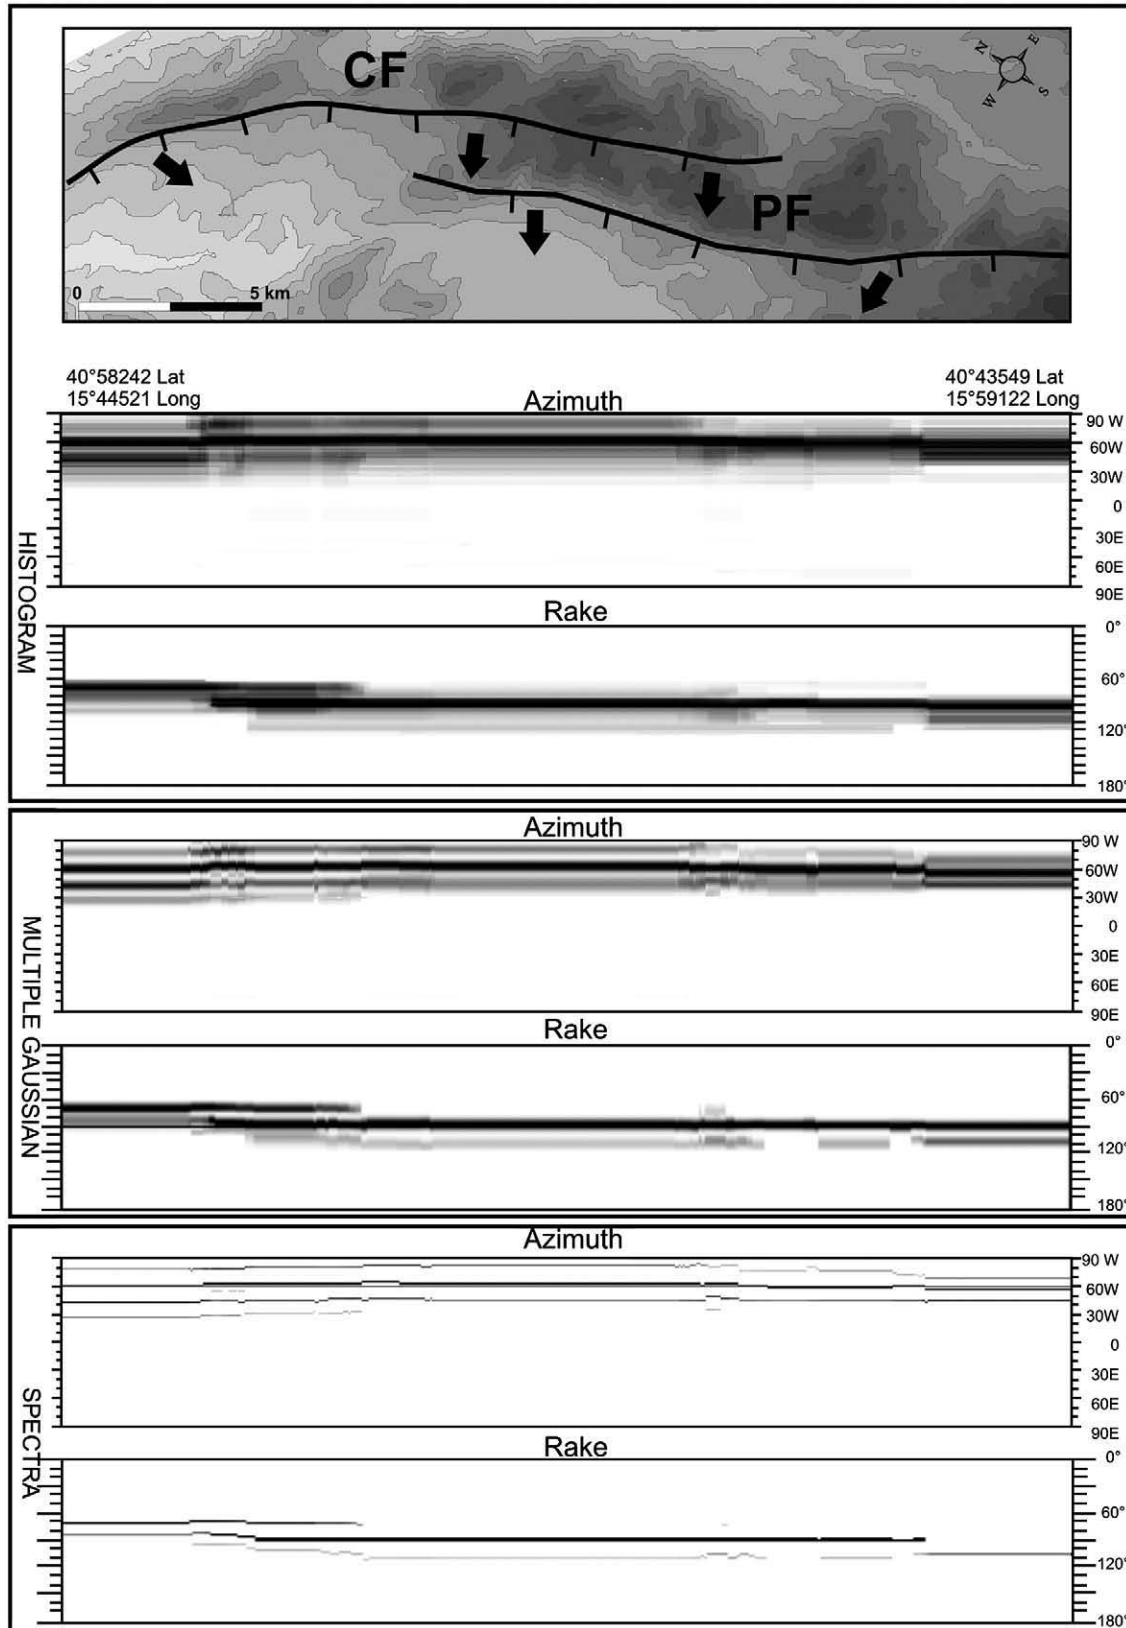 CF
PF
N
E
W
S
0 5 km
40°58242 Lat
15°44521 Long
40°43549 Lat
15°59122 Long
HISTOGRAM
Azimuth
90 W
60W
30W
0
30E
60E
90E
Rake
0°
60°
120°
180°
MULTIPLE GAUSSIAN
Azimuth
90 W
60W
30W
0
30E
60E
90E
Rake
0°
60°
120°
180°
SPECTRA
Azimuth
90 W
60W
30W
0
30E
60E
90E
Rake
0°
60°
120°
180°